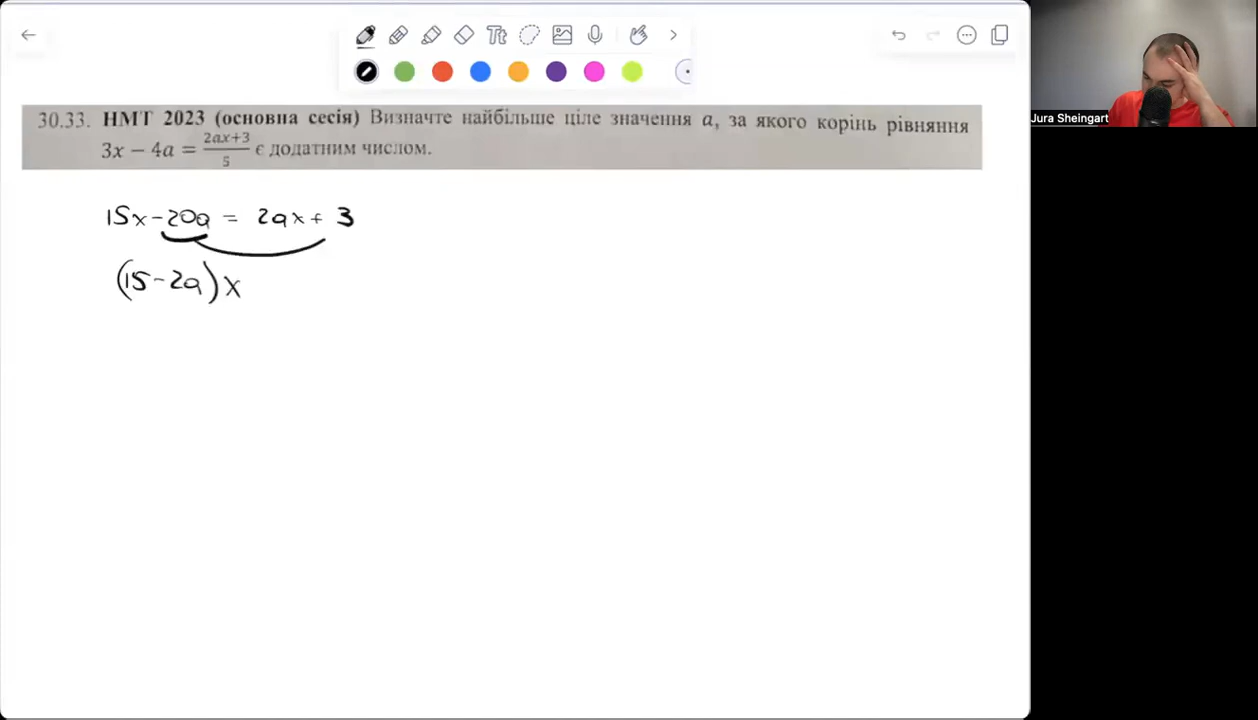 Tt
30.33. НМТ 2023 (основна сесія) Визначте найбільше ціле значення a, за якого корінь рівняння
3x − 4a = 2ax+3/5 є додатним числом.
Jura Sheingart
15x-20a = 2ax+ 3
(15-2a)x